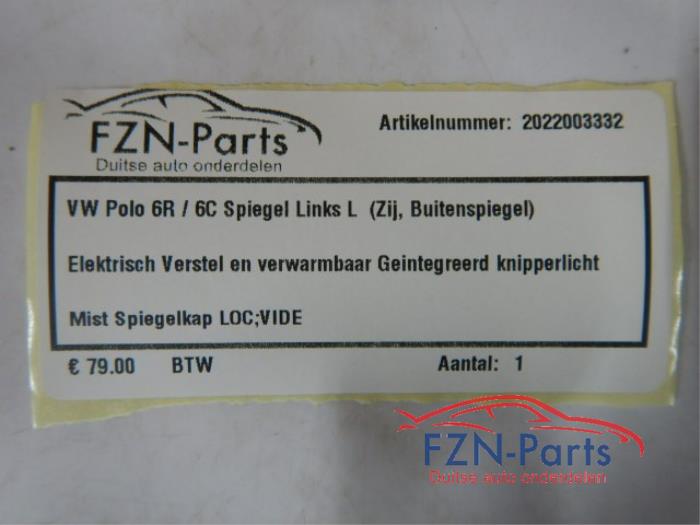 FZN-Parts
Duitse auto onderdelen
Artikelnummer: 2022003332
VW Polo 6R / 6C Spiegel Links L (Zij, Buitenspiegel)
Elektrisch Verstel en verwarmbaar Geintegreerd knipperlicht
Mist Spiegelkap LOC;VIDE
€ 79.00 BTW Aantal: 1
FZN-Parts
Duitse auto onderdelen